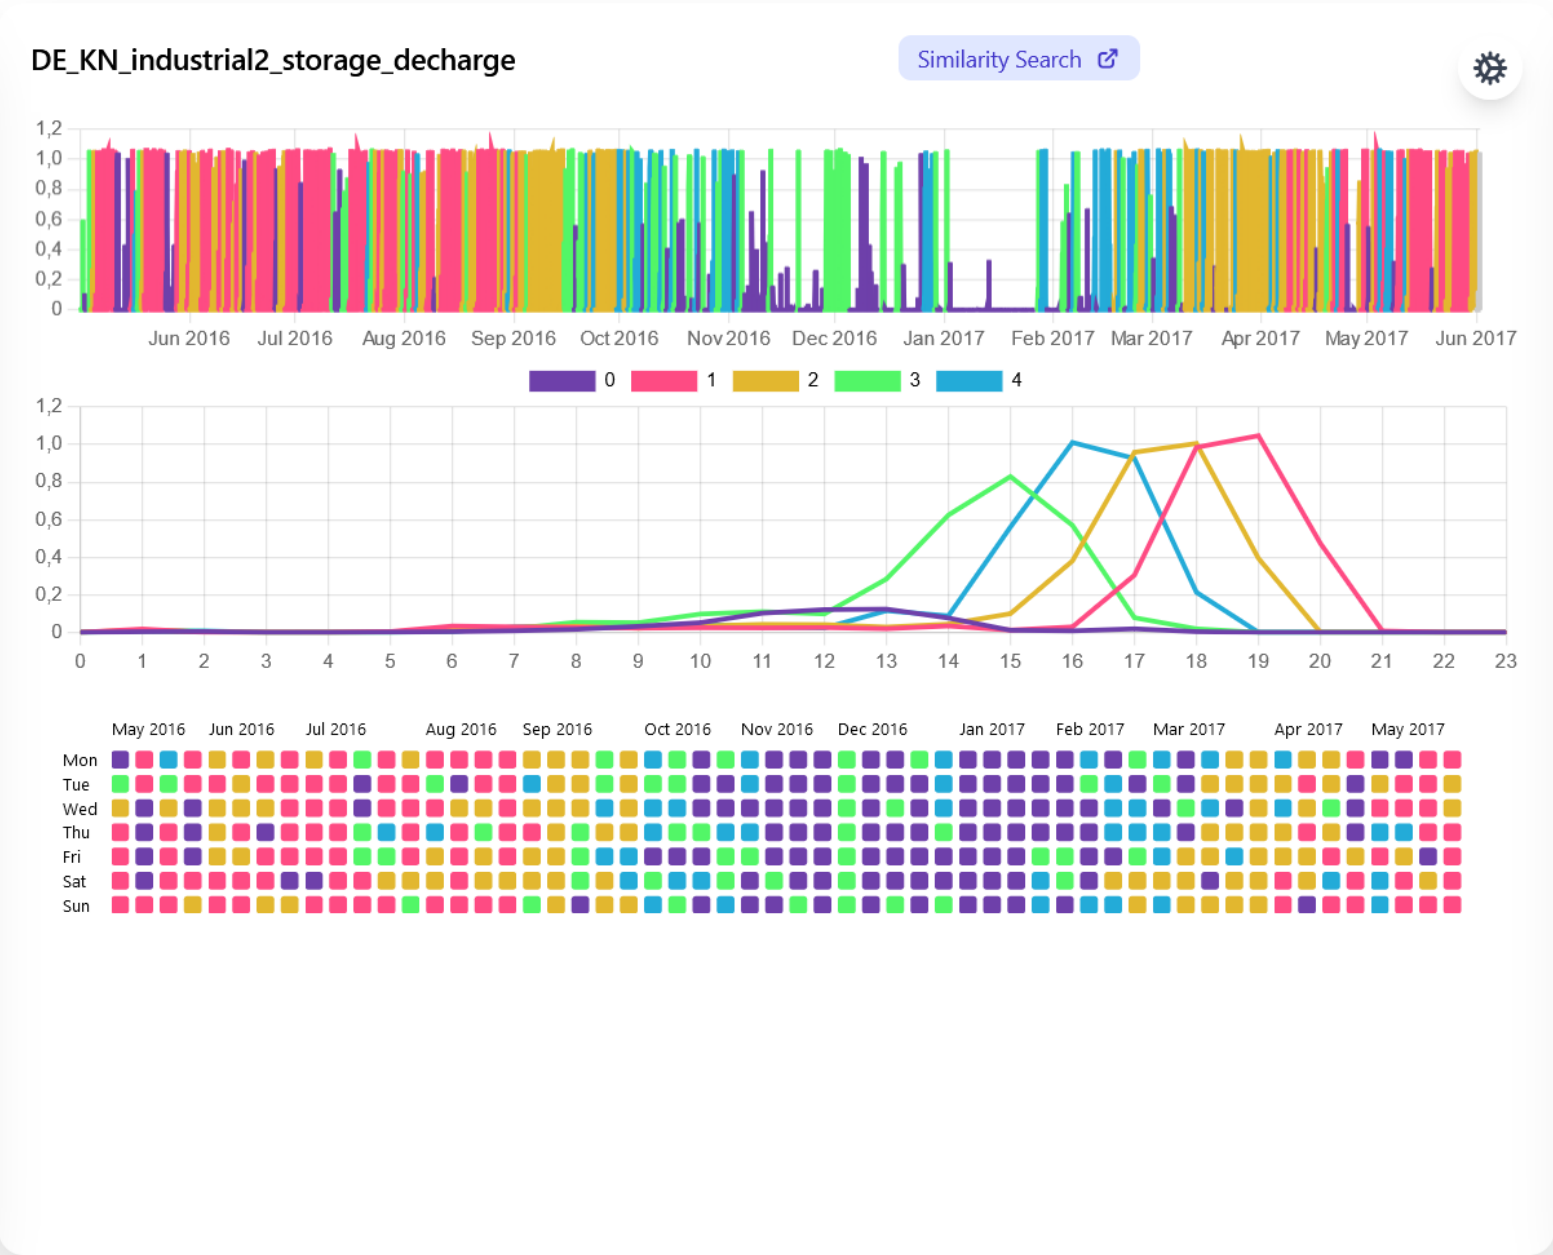 DE_KN_industrial2_storage_decharge
Similarity Search
1,2
1,0
0,8
0,6
0,4
0,2
0
Jun 2016 Jul 2016 Aug 2016 Sep 2016 Oct 2016 Nov 2016 Dec 2016 Jan 2017 Feb 2017 Mar 2017 Apr 2017 May 2017 Jun 2017
0 1 2 3 4
1,2
1,0
0,8
0,6
0,4
0,2
0
0 1 2 3 4 5 6 7 8 9 10 11 12 13 14 15 16 17 18 19 20 21 22 23
May 2016 Jun 2016 Jul 2016 Aug 2016 Sep 2016 Oct 2016 Nov 2016 Dec 2016 Jan 2017 Feb 2017 Mar 2017 Apr 2017 May 2017
Mon
Tue
Wed
Thu
Fri
Sat
Sun